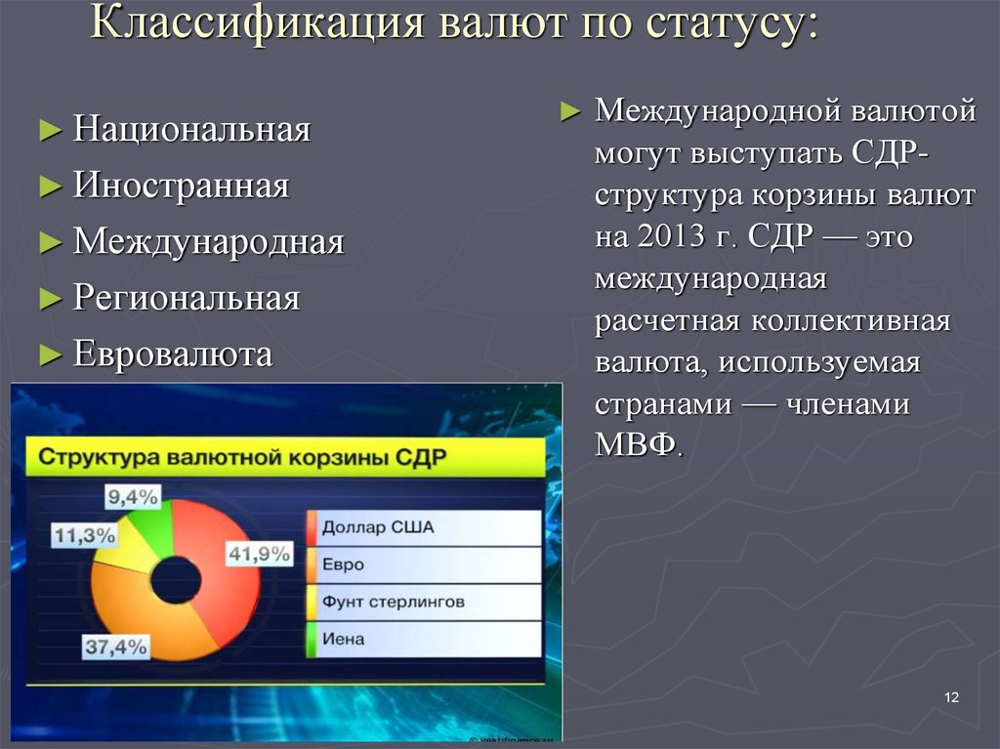 Классификация валют по статусу:
► Национальная
► Иностранная
► Международная
► Региональная
► Евровалюта
► Международной валютой
могут выступать СДР-
структура корзины валют
на 2013 г. СДР — это
международная
расчетная коллективная
валюта, используемая
странами — членами
МВФ.
Структура валютной корзины СДР
9,4%
11,3%
41,9%
37,4%
Доллар США
Евро
Фунт стерлингов
Иена
12